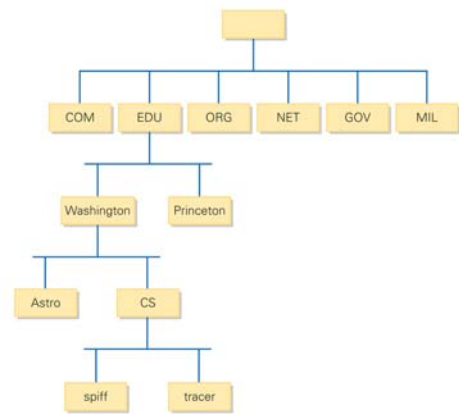 COM EDU ORG NET GOV MIL
Washington Princeton
Astro CS
spiff tracer